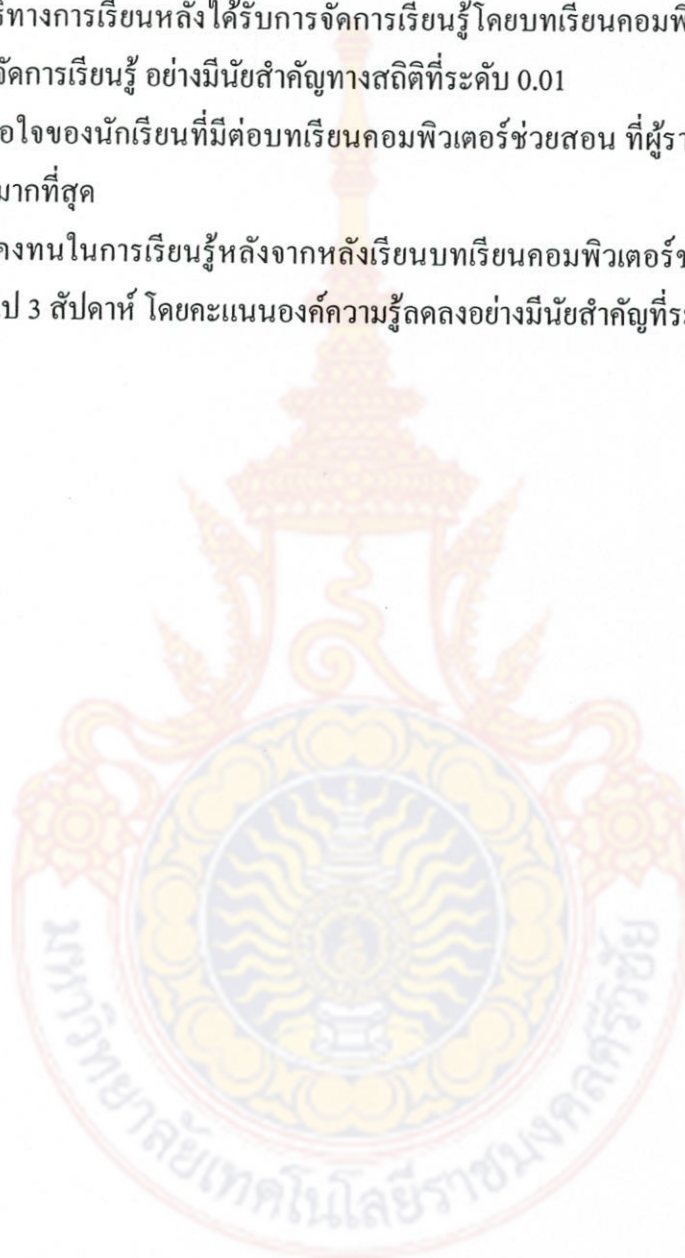 ทางการเรียนหลังได้รับการจัดการเรียนรู้โดยบทเรียนคอมพิ
จัดการเรียนรู้ อย่างมีนัยสำคัญทางสถิติที่ระดับ 0.01
อใจของนักเรียนที่มีต่อบทเรียนคอมพิวเตอร์ช่วยสอน ที่ผู้รา
มากที่สุด
คงทนในการเรียนรู้หลังจากหลังเรียนบทเรียนคอมพิวเตอร์ช
ป 3 สัปดาห์ โดยคะแนนองค์ความรู้ลดลงอย่างมีนัยสำคัญที่ระ
มหาวิทยาลัยเทคโนโลยีราชมงคลศรีวิชัย